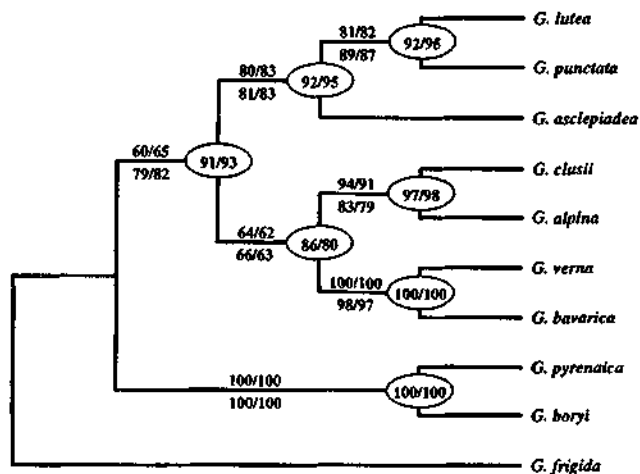 G. lutea
81/82
92/96
89/87
G. punctata
80/83
92/95
81/83
G. asclepiadea
60/65
91/93
79/82
G. clusii
94/91
97/98
83/79
G. alpina
64/62
86/80
66/63
G. verna
100/100
100/100
98/97
G. bavarica
G. pyrenaica
100/100
100/100
100/100
G. boryi
G. frigida